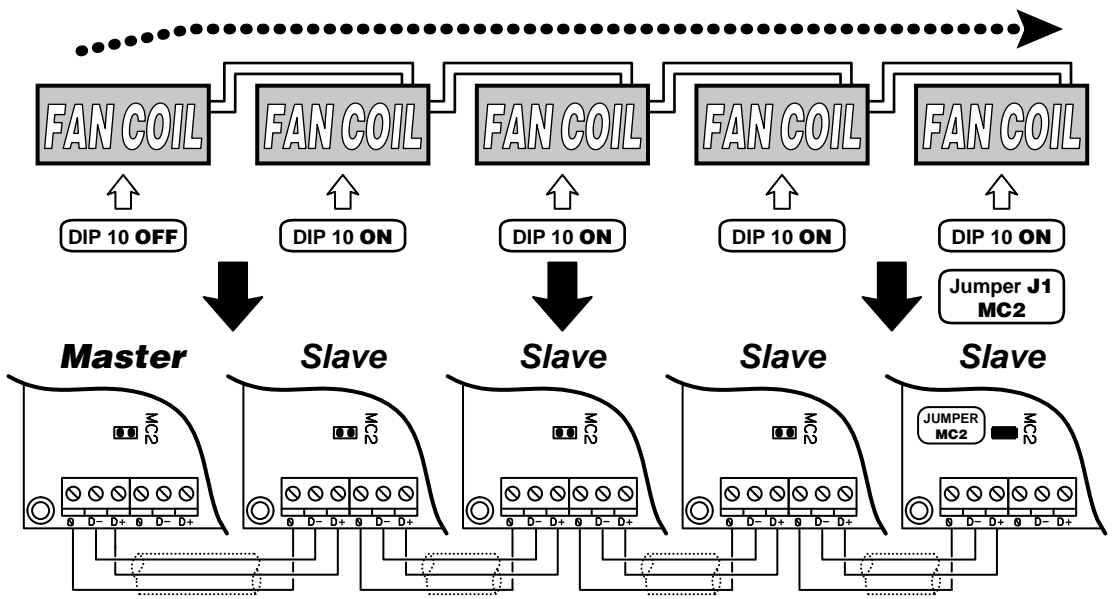 FAN COIL FAN COIL FAN COIL FAN COIL FAN COIL
DIP 10 OFF DIP 10 ON DIP 10 ON DIP 10 ON DIP 10 ON
Jumper J1
MC2
Master Slave Slave Slave Slave
MC2 MC2 MC2 MC2 JUMPER
MC2 MC2
0 D- D+ 0 D- D+ 0 D- D+ 0 D- D+ 0 D- D+ 0 D- D+ 0 D- D+ 0 D- D+ 0 D- D+ 0 D- D+